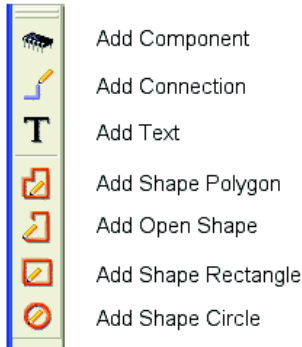 Add Component
Add Connection
T Add Text
Add Shape Polygon
Add Open Shape
Add Shape Rectangle
Add Shape Circle